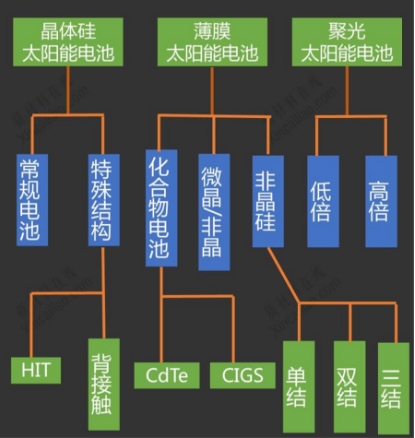 晶体硅
太阳能电池
薄膜
太阳能电池
聚光
太阳能电池
常规电池
特殊结构
化合物电池
微晶/非晶
非晶硅
低倍
高倍
HIT
背接触
CdTe
CIGS
单结
双结
三结